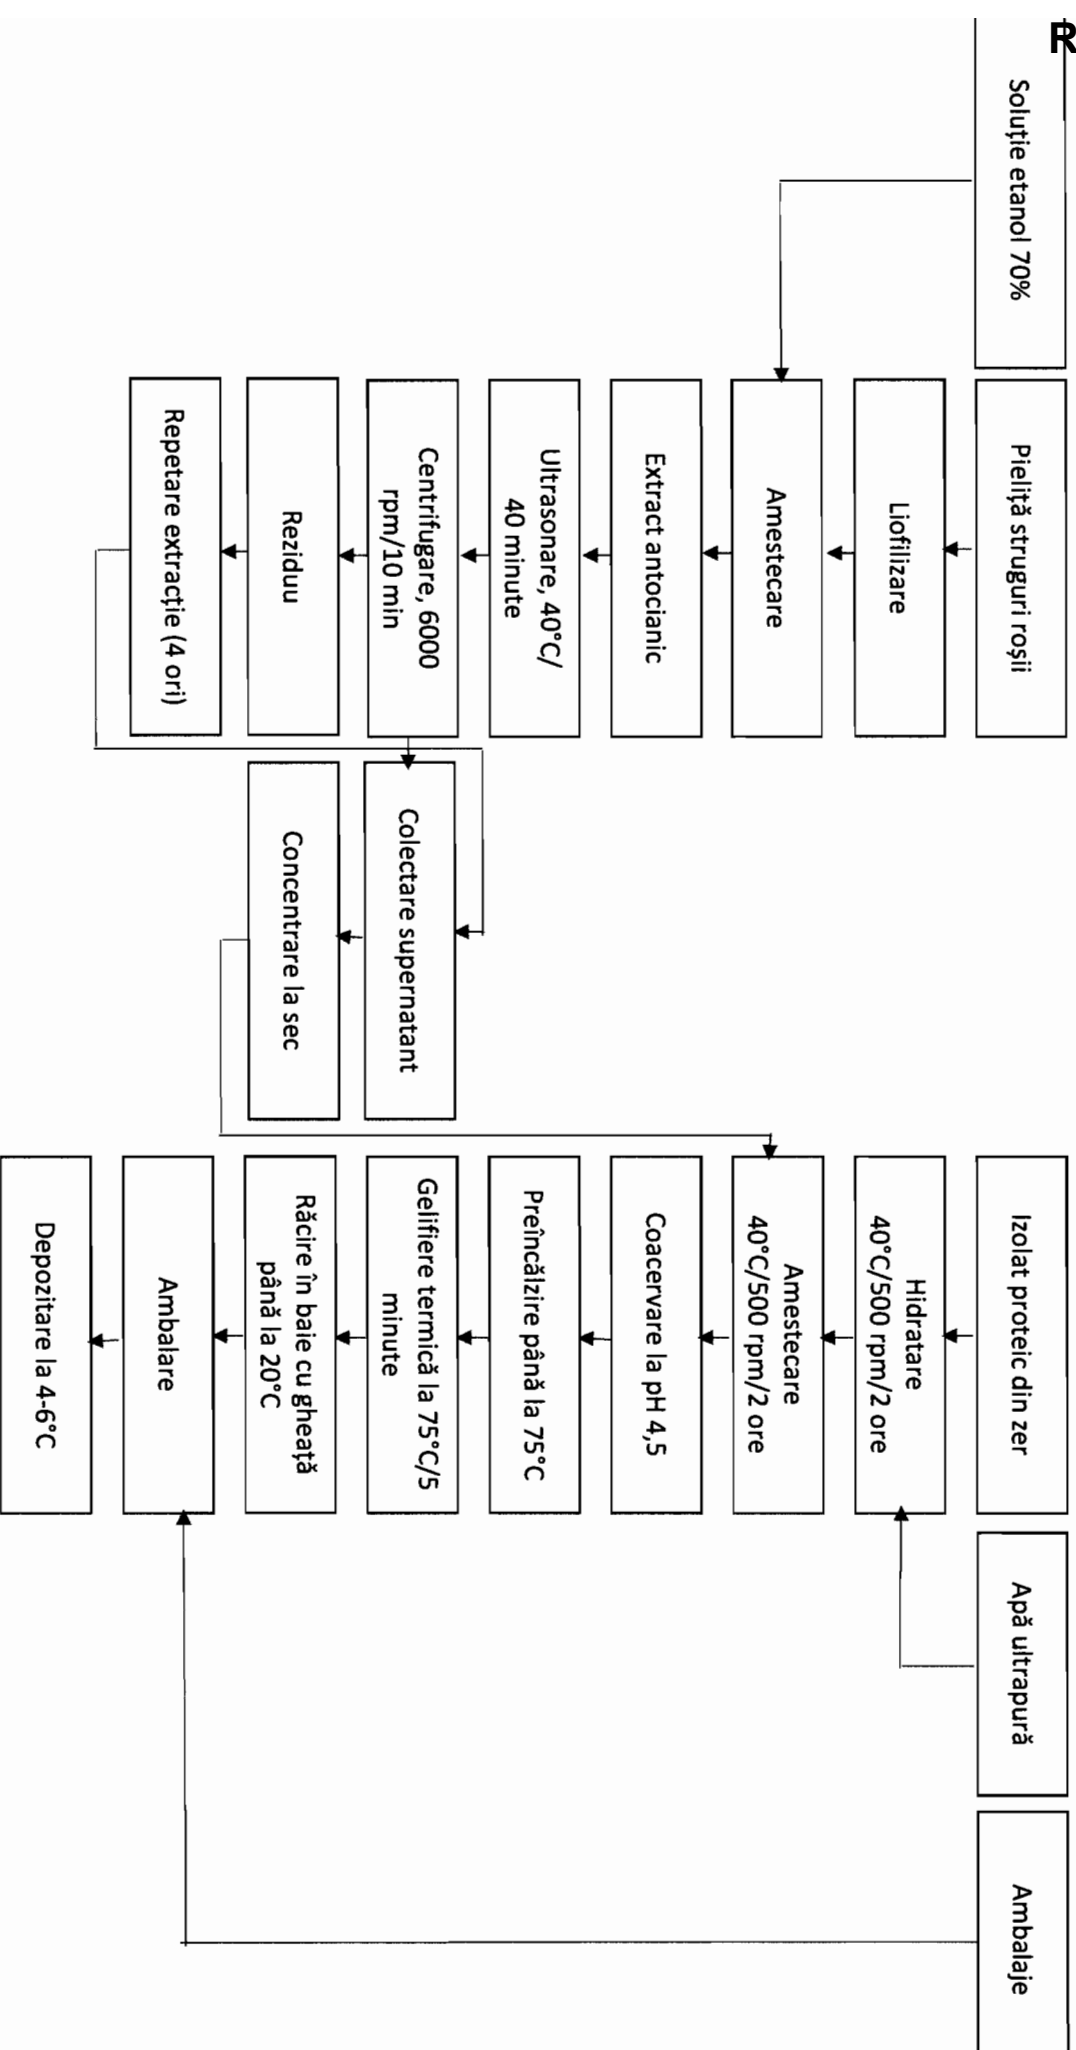 R
Soluție etanol 70%
Pieliță struguri roșii
Liofilizare
Amestecare
Extract antocianic
Ultrasonare, 40°C/
40 minute
Centrifugare, 6000
rpm/10 min
Reziduu
Repetare extracție (4 ori)
Colectare supernatant
Concentrare la sec
Izolat proteic din zer
Hidratare
40°C/500 rpm/2 ore
Amestecare
40°C/500 rpm/2 ore
Coacervare la pH 4,5
Preîncălzire până la 75°C
Gelifiere termică la 75°C/5
minute
Răcire în baie cu gheață
până la 20°C
Ambalare
Depozitare la 4-6°C
Apă ultrapură
Ambalaje